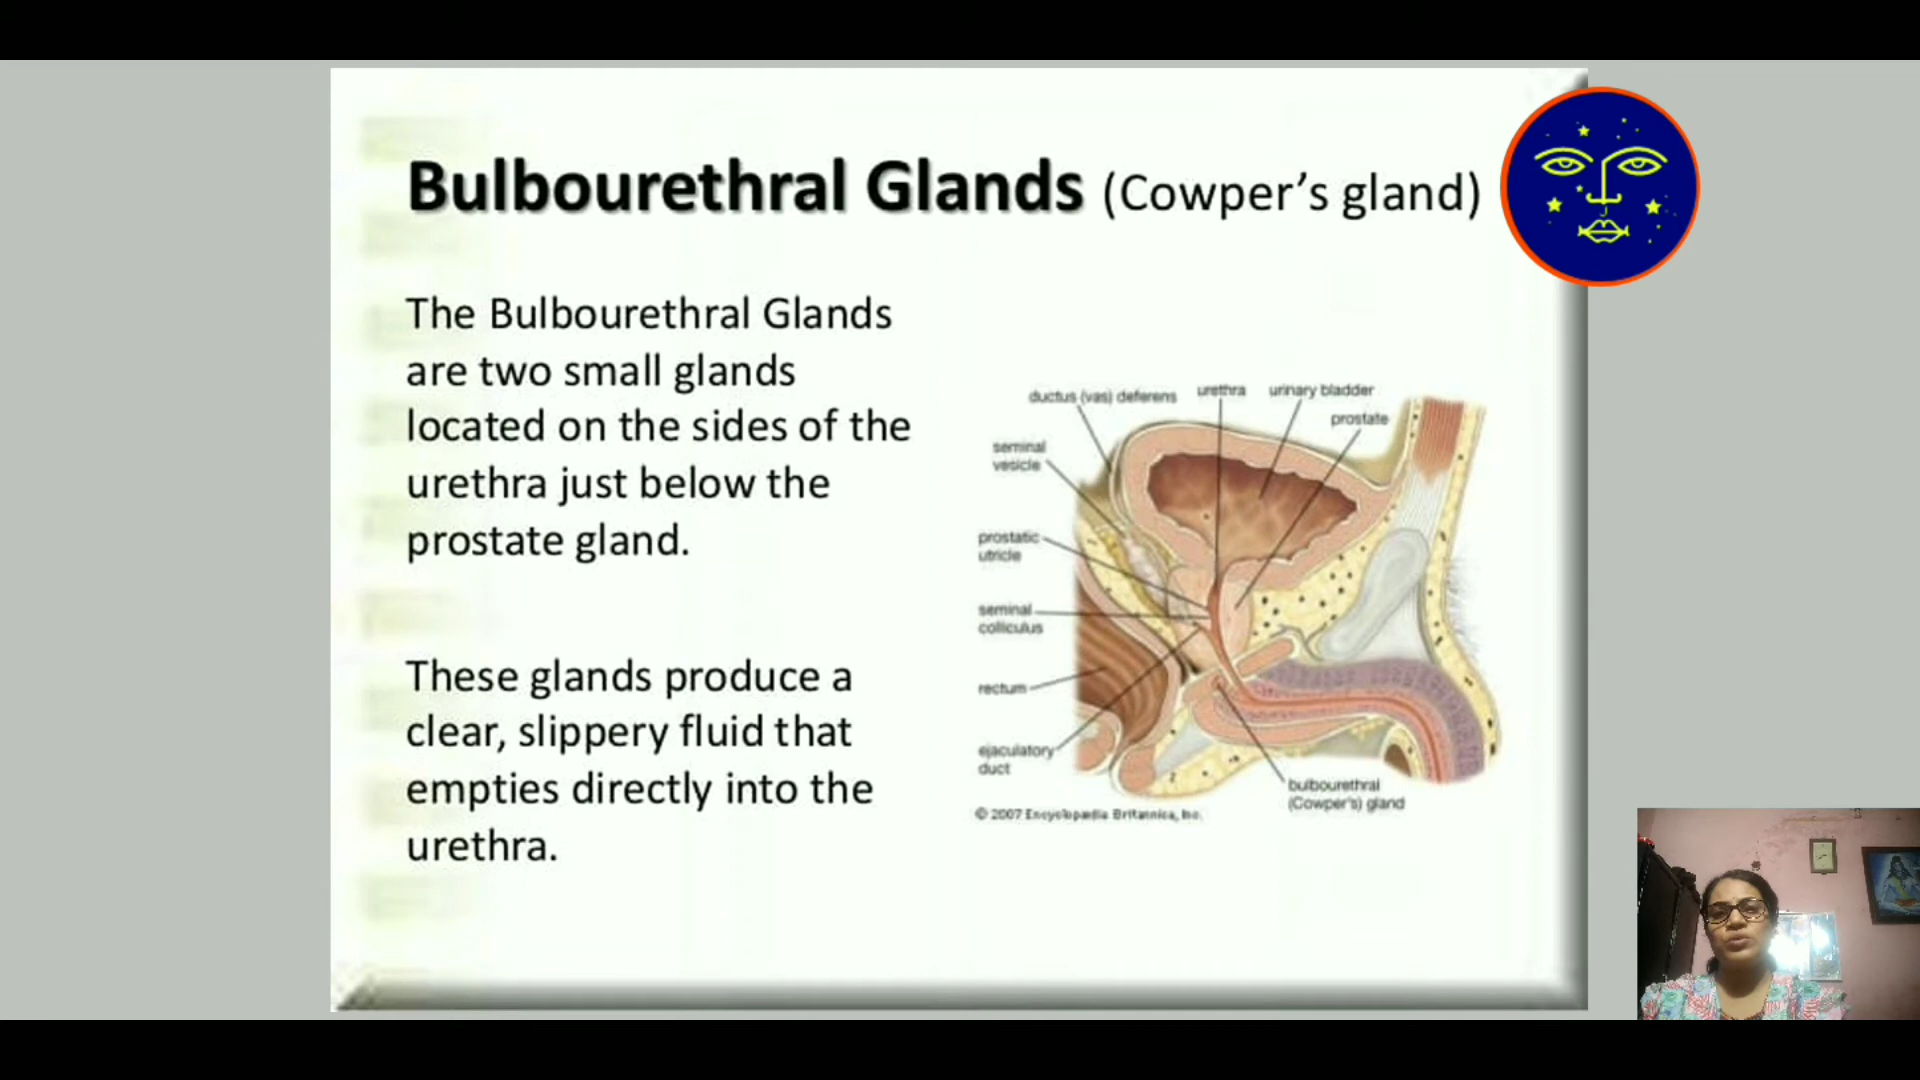 Bulbourethral Glands (Cowper’s gland)
The Bulbourethral Glands
are two small glands
located on the sides of the
urethra just below the
prostate gland.
These glands produce a
clear, slippery fluid that
empties directly into the
urethra.
ductus (vas) deferens
urethra
urinary bladder
prostate
seminal
vesicle
prostatic
utricle
seminal
colliculus
rectum
ejaculatory
duct
bulbourethral
(Cowper's) gland
© 2007 Encyclopædia Britannica, Inc.